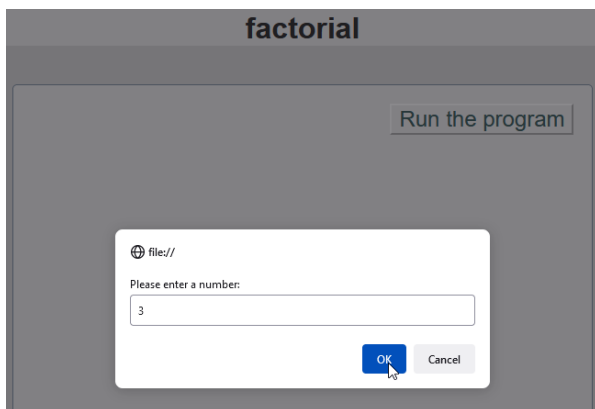 factorial
Run the program
file://
Please enter a number:
3
OK
Cancel